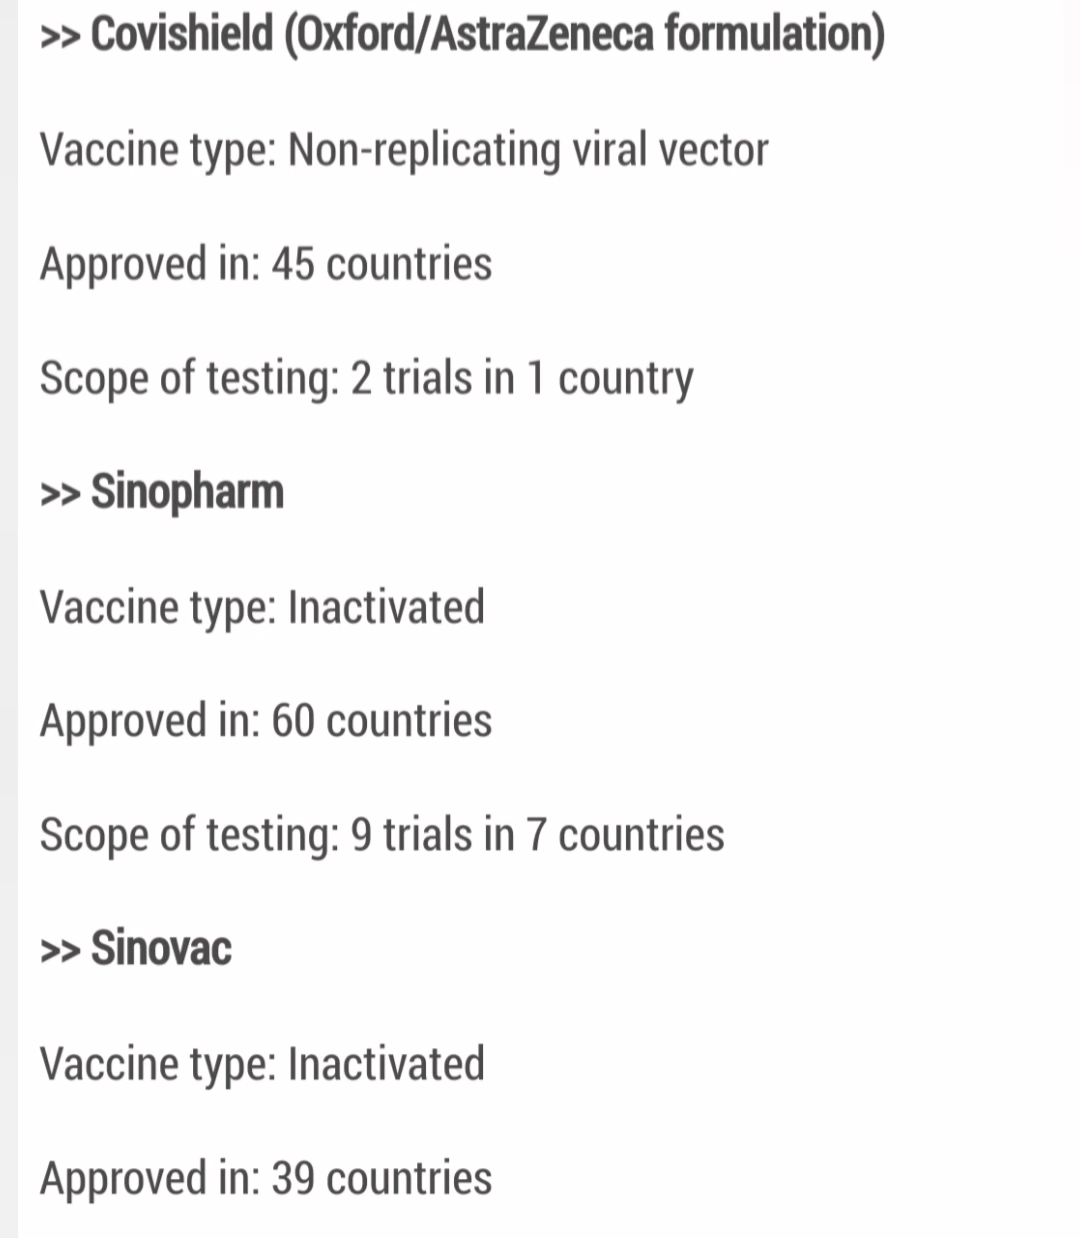 >> Covishield (Oxford/AstraZeneca formulation)
Vaccine type: Non-replicating viral vector
Approved in: 45 countries
Scope of testing: 2 trials in 1 country
>> Sinopharm
Vaccine type: Inactivated
Approved in: 60 countries
Scope of testing: 9 trials in 7 countries
>> Sinovac
Vaccine type: Inactivated
Approved in: 39 countries